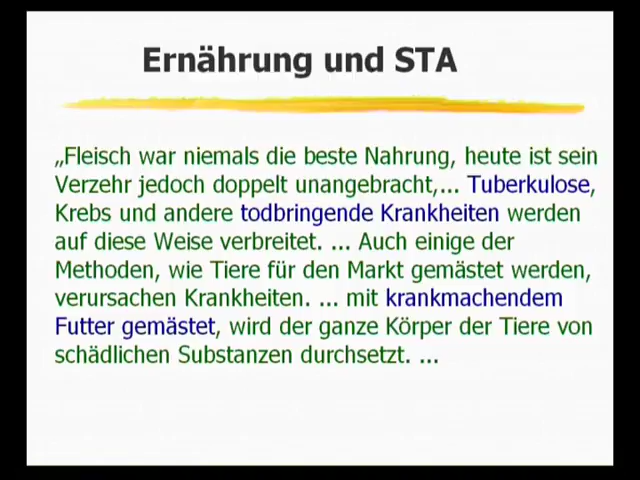 Ernährung und STA
„Fleisch war niemals die beste Nahrung, heute ist sein
Verzehr jedoch doppelt unangebracht,... Tuberkulose,
Krebs und andere todbringende Krankheiten werden
auf diese Weise verbreitet. ... Auch einige der
Methoden, wie Tiere für den Markt gemästet werden,
verursachen Krankheiten. ... mit krankmachendem
Futter gemästet, wird der ganze Körper der Tiere von
schädlichen Substanzen durchsetzt. ...